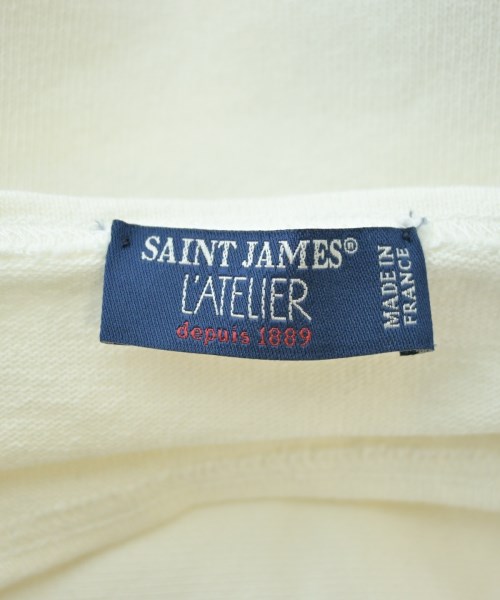 SAINT JAMES®
L'ATELIER
depuis 1889
MADE IN
FRANCE